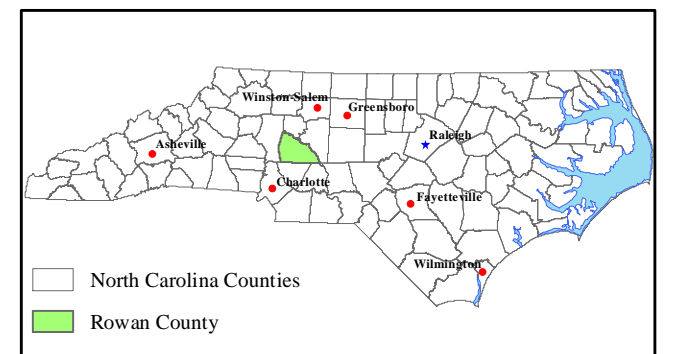 Winston-Salem
Greensboro
Raleigh
Asheville
Charlotte
Fayetteville
Wilmington
North Carolina Counties
Rowan County